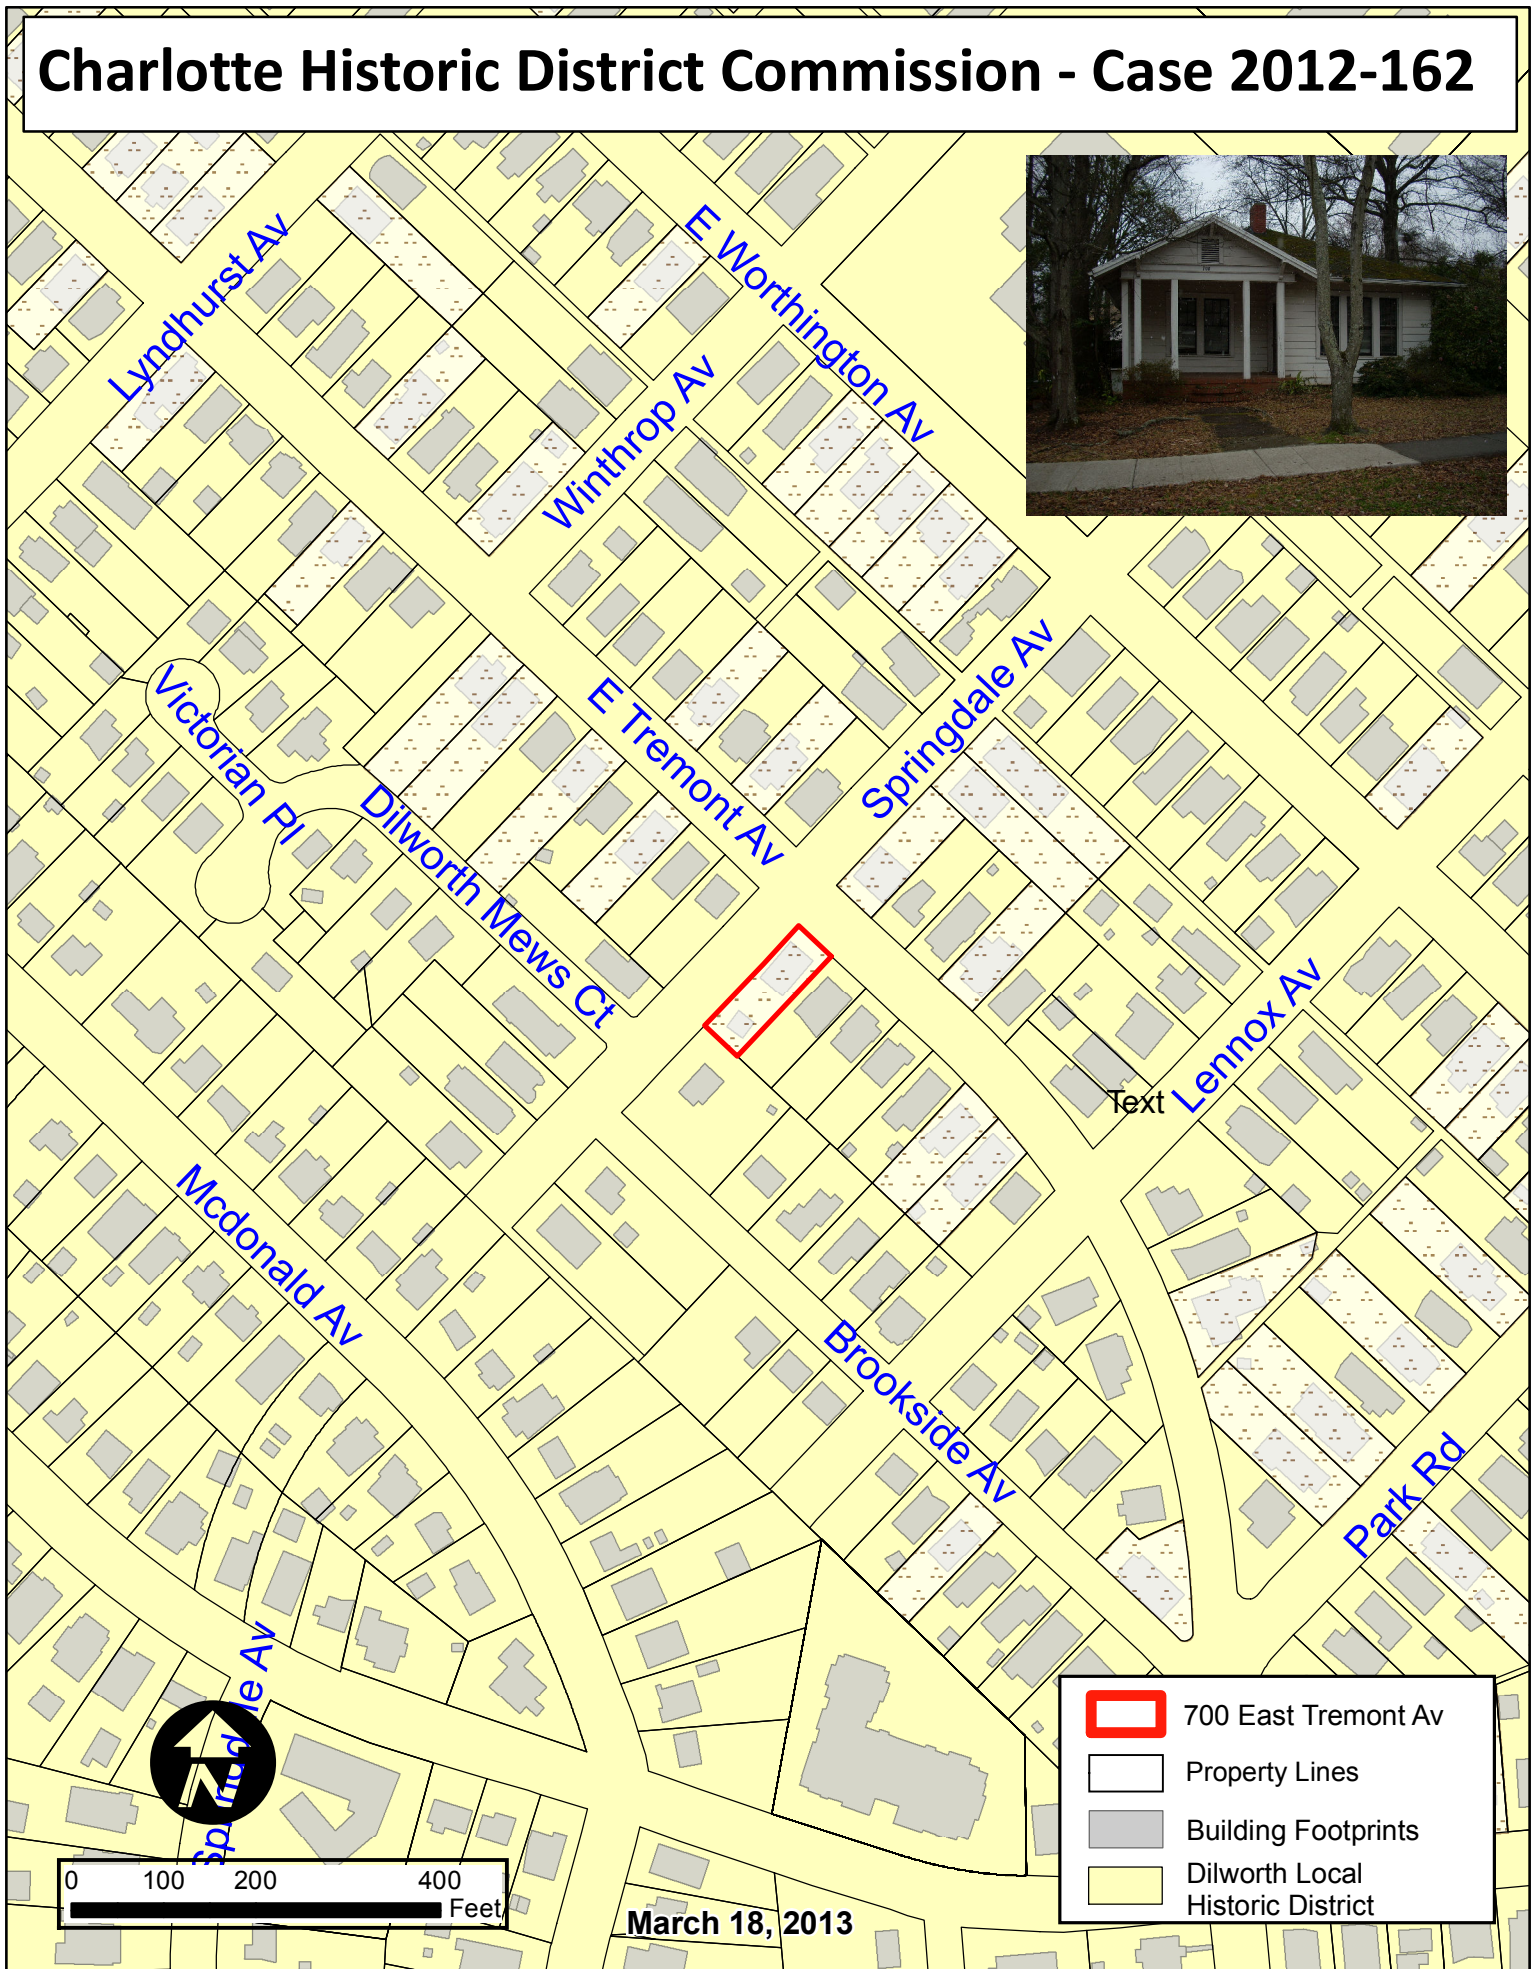 Charlotte Historic District Commission - Case 2012-162
E Worthington Av
Lyndhurst Av
Winthrop Av
Springdale Av
E Tremont Av
Victorian Pl
Dilworth Mews Ct
Lennox Av
Text
Mcdonald Av
Brookside Av
Park Rd
Springdale Av
N
700 East Tremont Av
Property Lines
Building Footprints
Dilworth Local
Historic District
0 100 200 400
Feet
March 18, 2013